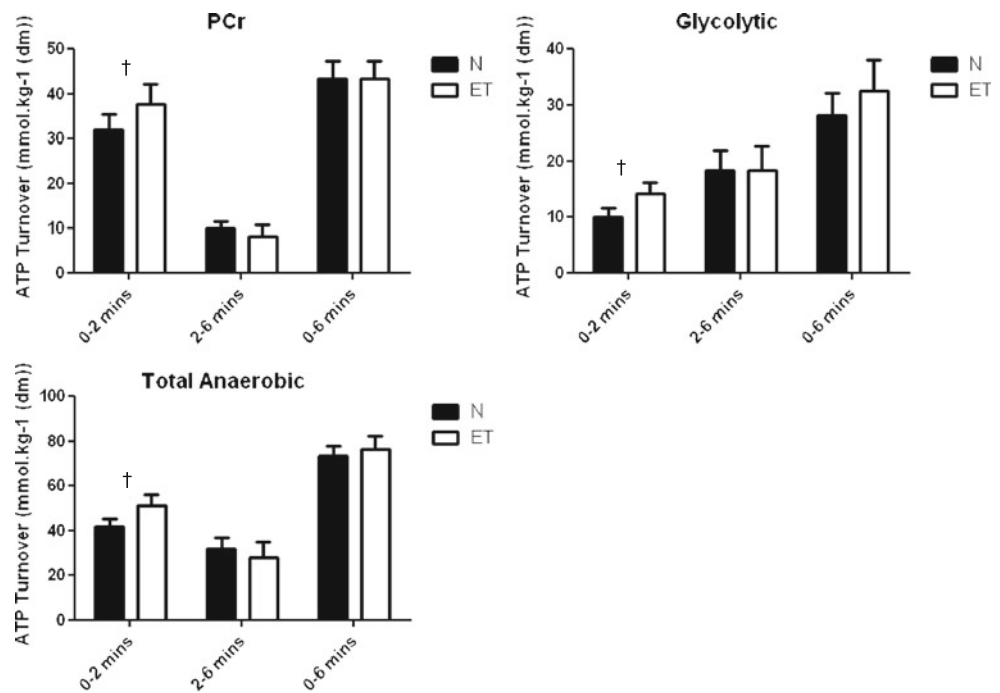 PCr
ATP Turnover (mmol.kg-1 (dm))
50
40
30
20
10
0
†
N
ET
0-2 mins
2-6 mins
0-6 mins
Glycolytic
ATP Turnover (mmol.kg-1 (dm))
40
30
20
10
0
†
N
ET
0-2 mins
2-6 mins
0-6 mins
Total Anaerobic
ATP Turnover (mmol.kg-1 (dm))
100
80
60
40
20
0
†
N
ET
0-2 mins
2-6 mins
0-6 mins